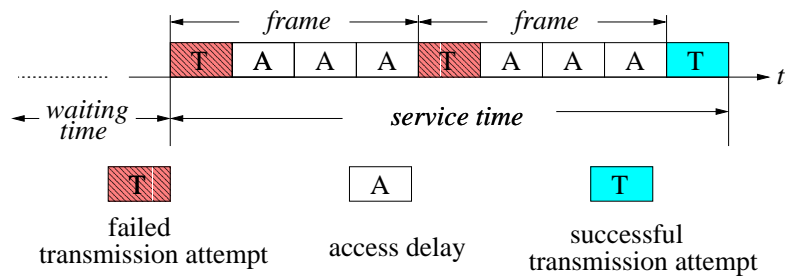 frame frame
T A A A T A A A T
t
waiting time
service time
T A T
failed transmission attempt
access delay
successful transmission attempt